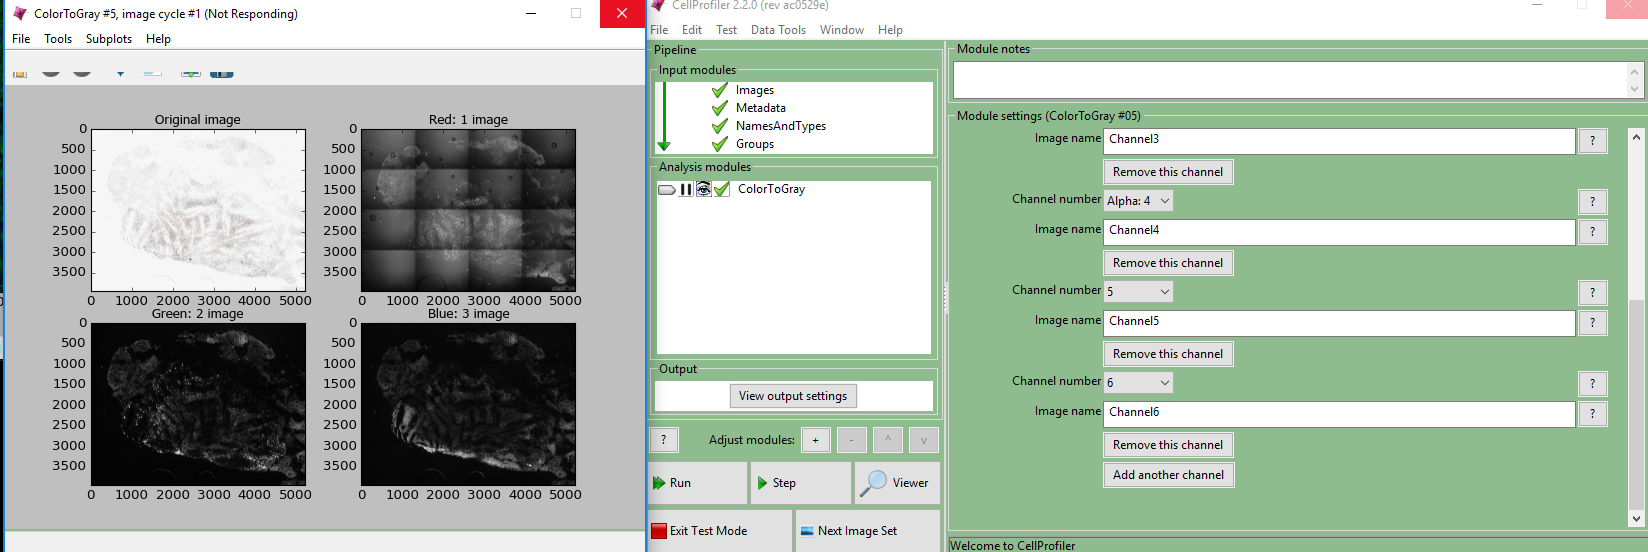 ColorToGray #5, image cycle #1 (Not Responding)
File Tools Subplots Help
Original image
0
500
1000
1500
2000
2500
3000
3500
0 1000 2000 3000 4000 5000
Red: 1 image
0
500
1000
1500
2000
2500
3000
3500
0 1000 2000 3000 4000 5000
Green: 2 image
0
500
1000
1500
2000
2500
3000
3500
0 1000 2000 3000 4000 5000
Blue: 3 image
0
500
1000
1500
2000
2500
3000
3500
0 1000 2000 3000 4000 5000
CellProfiler 2.2.0 (rev ac0529e)
File Edit Test Data Tools Window Help
Pipeline
Input modules
Images
Metadata
NamesAndTypes
Groups
Analysis modules
ColorToGray
Output
View output settings
? Adjust modules: + - ^ v
Run Step Viewer
Exit Test Mode Next Image Set
Module notes
Module settings (ColorToGray #05)
Image name Channel3 ?
Remove this channel
Channel number Alpha: 4 ?
Image name Channel4 ?
Remove this channel
Channel number 5 ?
Image name Channel5 ?
Remove this channel
Channel number 6 ?
Image name Channel6 ?
Remove this channel
Add another channel
Welcome to CellProfiler